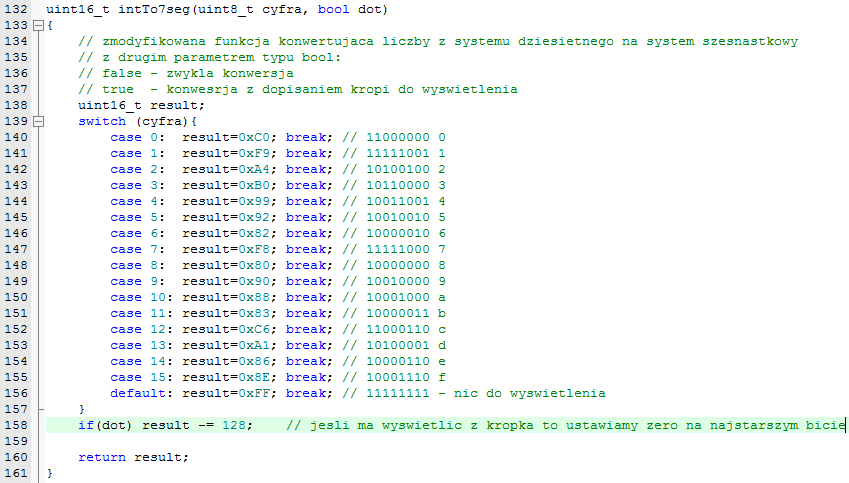 132 uint16_t intTo7seg(uint8_t cyfra, bool dot)
133 {
134     // zmodyfikowana funkcja konwertujaca liczby z systemu dziesietnego na system szesnastkowy
135     // z drugim parametrem typu bool:
136     // false - zwykla konwersja
137     // true  - konwesrja z dopisaniem kropi do wyswietlenia
138     uint16_t result;
139     switch (cyfra){
140         case 0:  result=0xC0; break; // 11000000 0
141         case 1:  result=0xF9; break; // 11111001 1
142         case 2:  result=0xA4; break; // 10100100 2
143         case 3:  result=0xB0; break; // 10110000 3
144         case 4:  result=0x99; break; // 10011001 4
145         case 5:  result=0x92; break; // 10010010 5
146         case 6:  result=0x82; break; // 10000010 6
147         case 7:  result=0xF8; break; // 11111000 7
148         case 8:  result=0x80; break; // 10000000 8
149         case 9:  result=0x90; break; // 10010000 9
150         case 10: result=0x88; break; // 10001000 a
151         case 11: result=0x83; break; // 10000011 b
152         case 12: result=0xC6; break; // 11000110 c
153         case 13: result=0xA1; break; // 10100001 d
154         case 14: result=0x86; break; // 10000110 e
155         case 15: result=0x8E; break; // 10001110 f
156         default: result=0xFF; break; // 11111111 - nic do wyswietlenia
157     }
158     if(dot) result -= 128;    // jesli ma wyswietlic z kropka to ustawiamy zero na najstarszym bicie
159
160     return result;
161 }